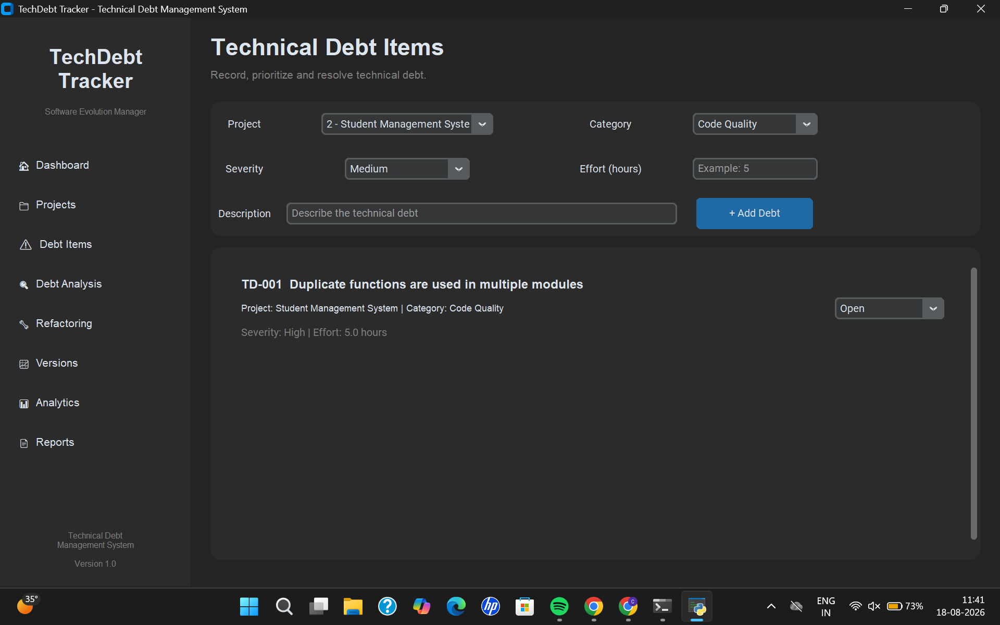 TechDebt Tracker - Technical Debt Management System
TechDebt
Tracker
Software Evolution Manager
Dashboard
Projects
Debt Items
Debt Analysis
Refactoring
Versions
Analytics
Reports
Technical Debt
Management System
Version 1.0
Technical Debt Items
Record, prioritize and resolve technical debt.
Project
2 - Student Management Syste
Category
Code Quality
Severity
Medium
Effort (hours)
Example: 5
Description
Describe the technical debt
+ Add Debt
TD-001 Duplicate functions are used in multiple modules
Project: Student Management System | Category: Code Quality
Open
Severity: High | Effort: 5.0 hours
35°
hp
C
ENG
IN
73%
11:41
18-08-2026